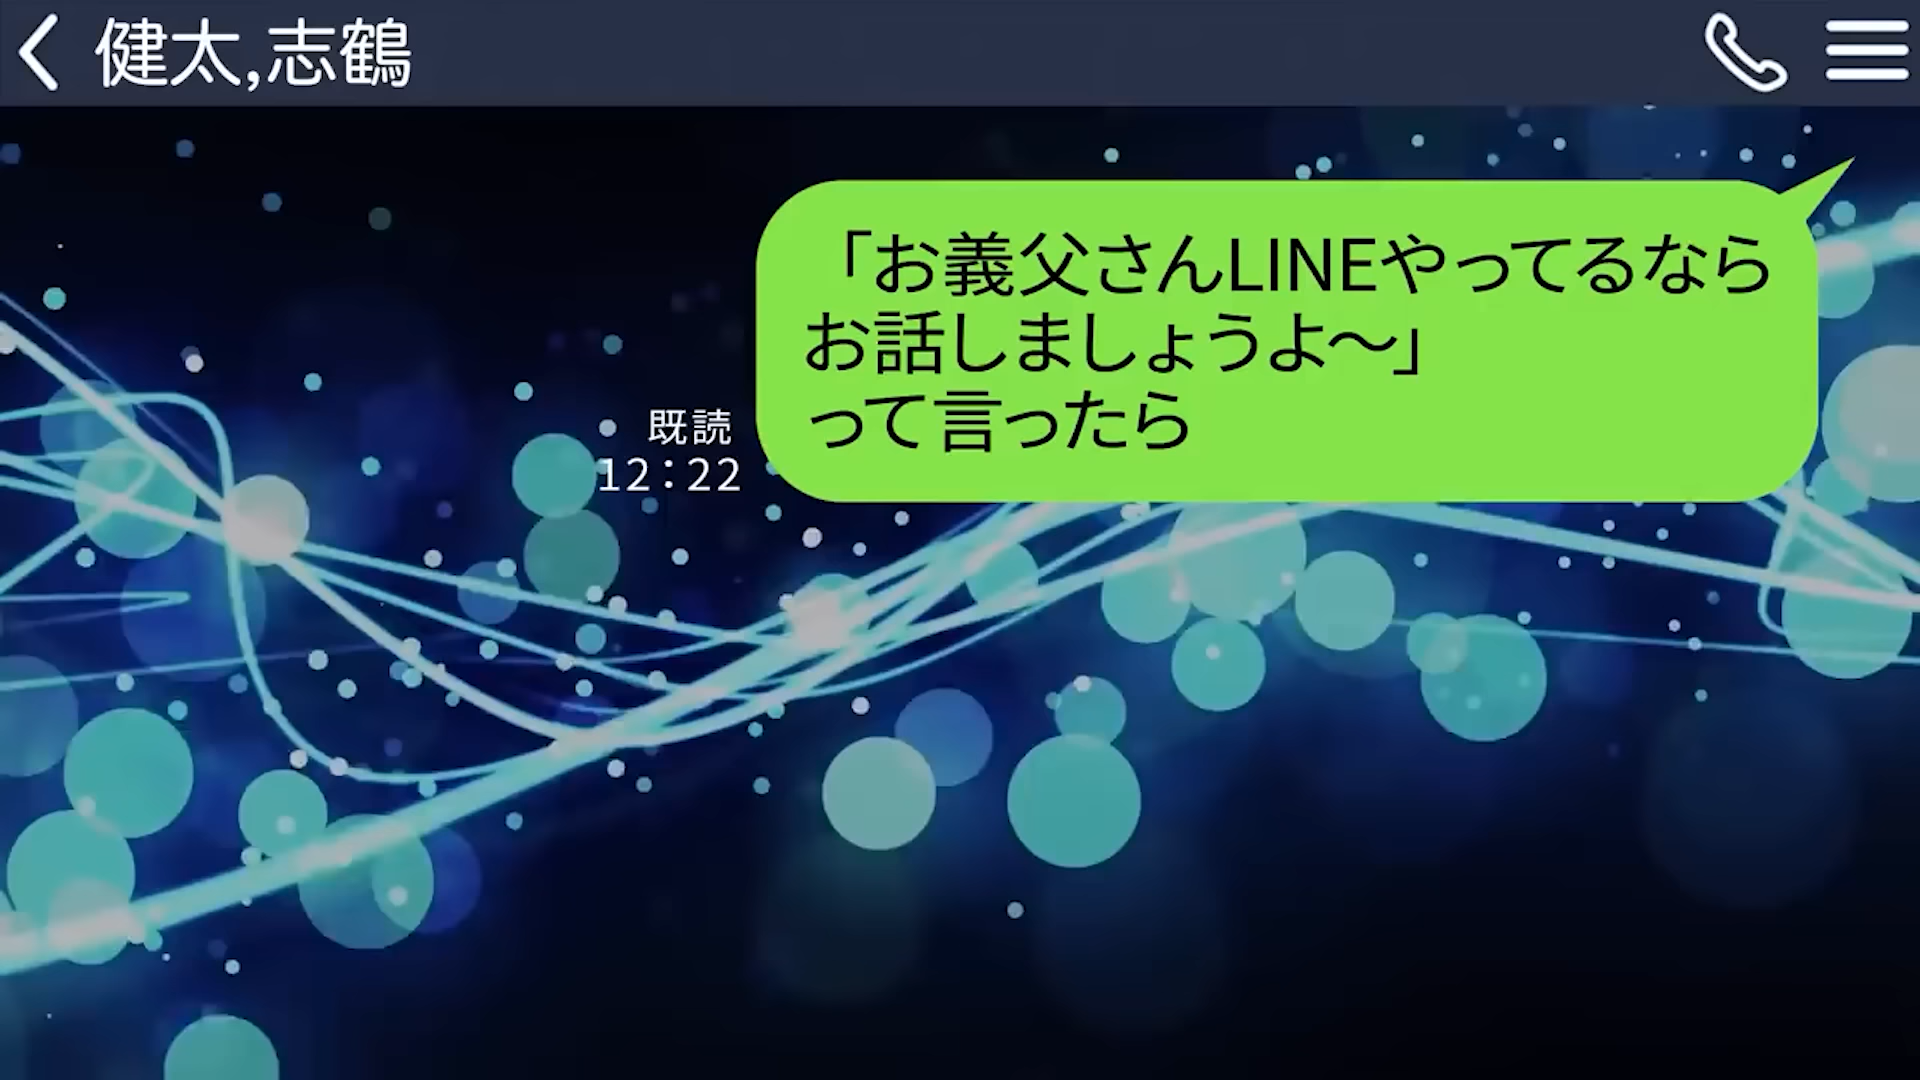 健太,志鶴
「お義父さんLINEやってるなら
お話しましょうよ〜」
って言ったら
既読
12:22